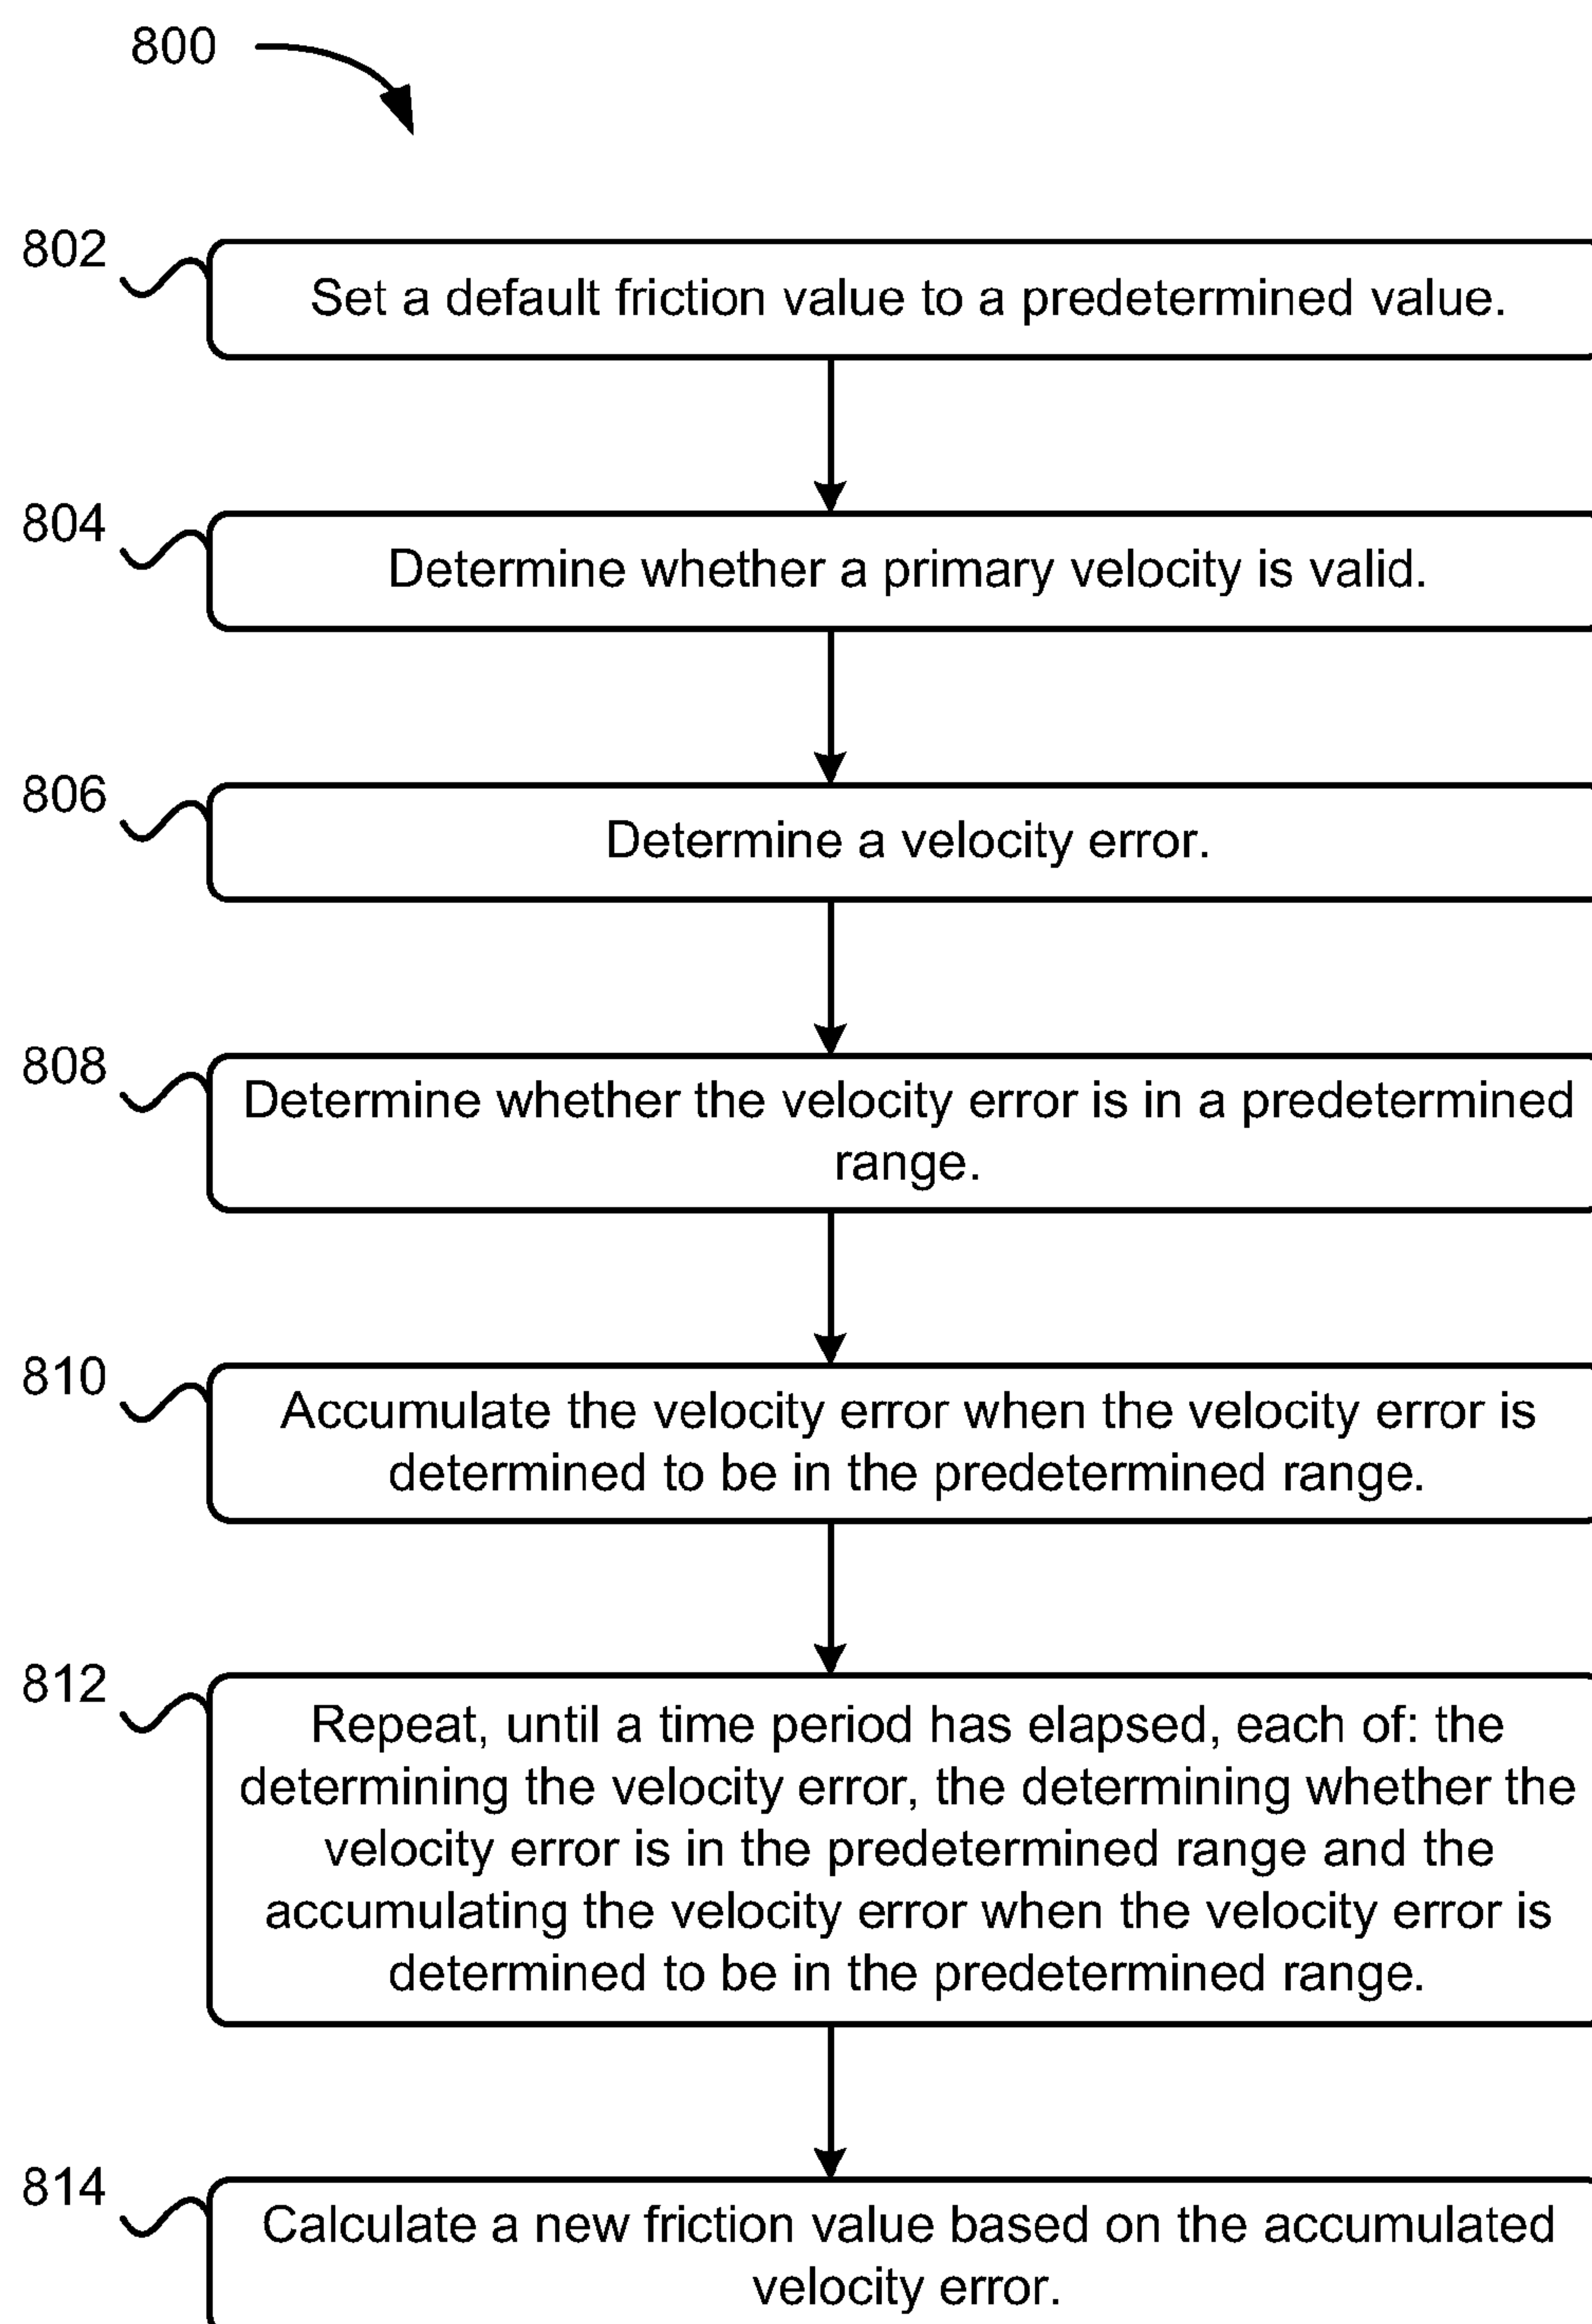 800
802
Set a default friction value to a predetermined value.
804
Determine whether a primary velocity is valid.
806
Determine a velocity error.
808
Determine whether the velocity error is in a predetermined
range.
810
Accumulate the velocity error when the velocity error is
determined to be in the predetermined range.
812
Repeat, until a time period has elapsed, each of: the
determining the velocity error, the determining whether the
velocity error is in the predetermined range and the
accumulating the velocity error when the velocity error is
determined to be in the predetermined range.
814
Calculate a new friction value based on the accumulated
velocity error.